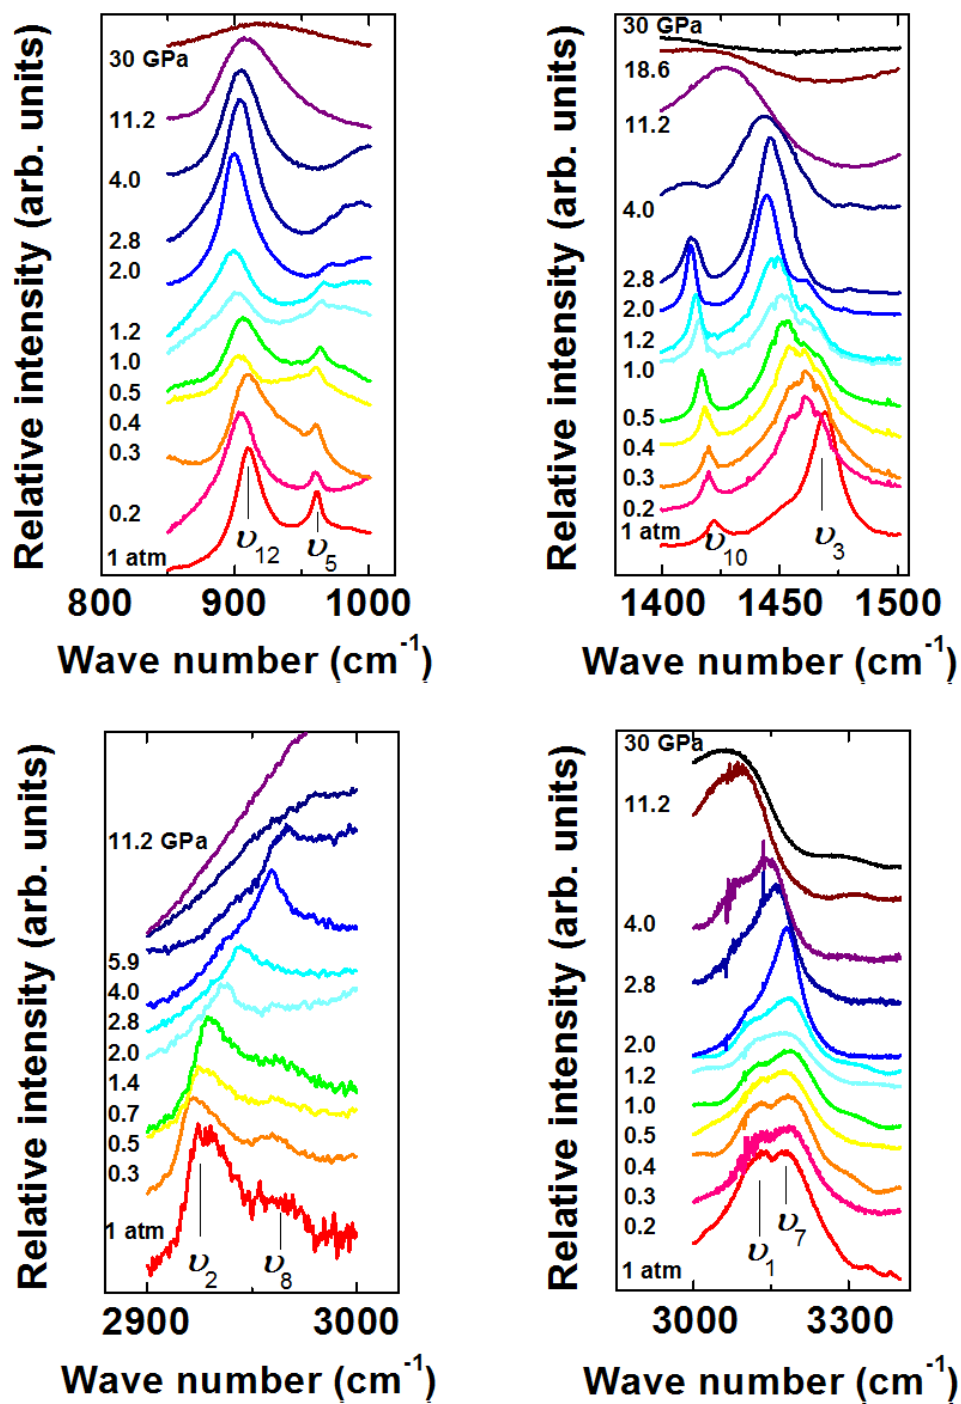 Relative intensity (arb. units)
30 GPa
11.2
4.0
2.8
2.0
1.2
1.0
0.5
0.4
0.3
0.2
1 atm
υ12
υ5
800
900
1000
Wave number (cm-1)
Relative intensity (arb. units)
30 GPa
18.6
11.2
4.0
2.8
2.0
1.2
1.0
0.5
0.4
0.3
0.2
1 atm
υ10
υ3
1400
1450
1500
Wave number (cm-1)
Relative intensity (arb. units)
11.2 GPa
5.9
4.0
2.8
2.0
1.4
0.7
0.5
0.3
1 atm
υ2
υ8
2900
3000
Wave number (cm-1)
Relative intensity (arb. units)
30 GPa
11.2
4.0
2.8
2.0
1.2
1.0
0.5
0.4
0.3
0.2
1 atm
υ1
υ7
3000
3300
Wave number (cm-1)